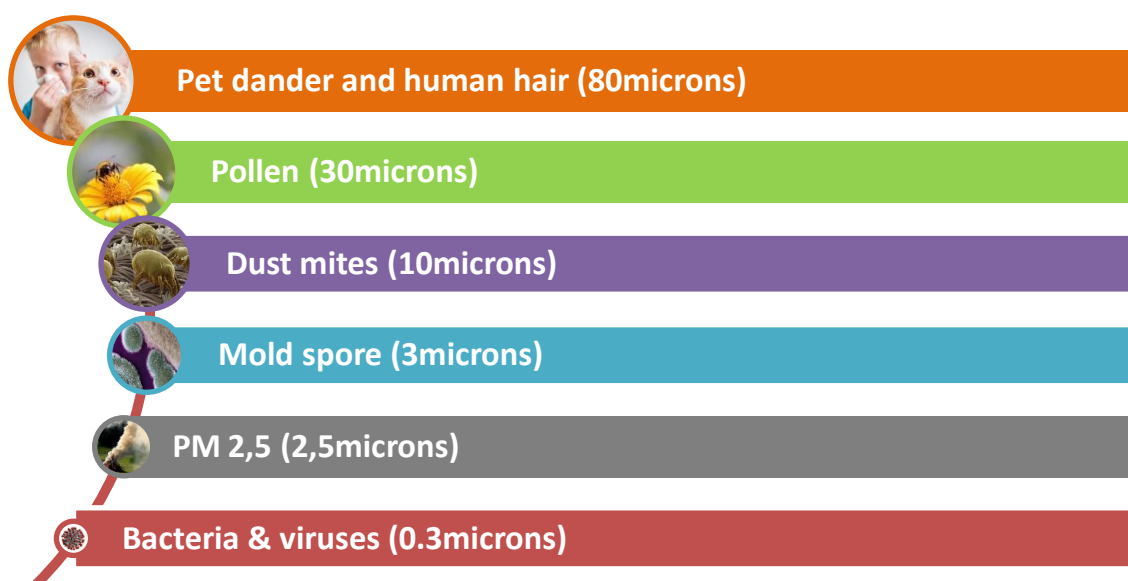 Pet dander and human hair (80microns)
Pollen (30microns)
Dust mites (10microns)
Mold spore (3microns)
PM 2,5 (2,5microns)
Bacteria & viruses (0.3microns)